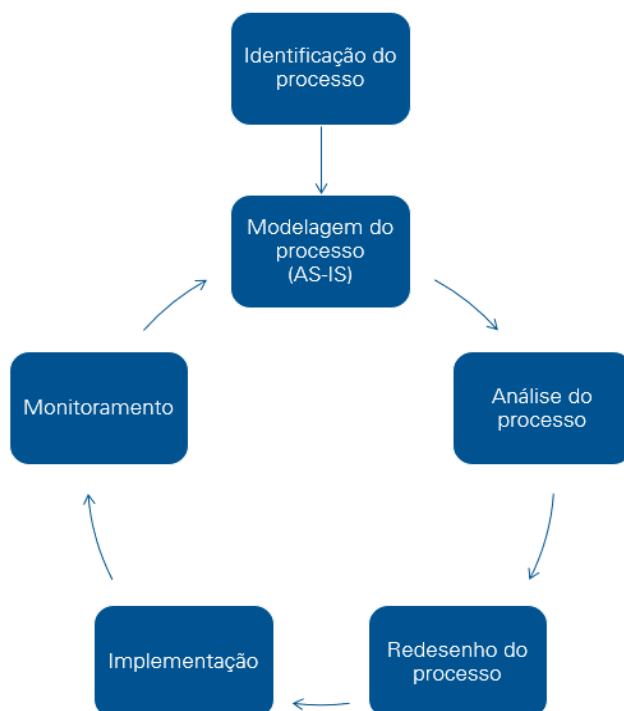 Identificação do
processo
Modelagem do
processo
(AS-IS)
Análise do
processo
Redesenho do
processo
Implementação
Monitoramento